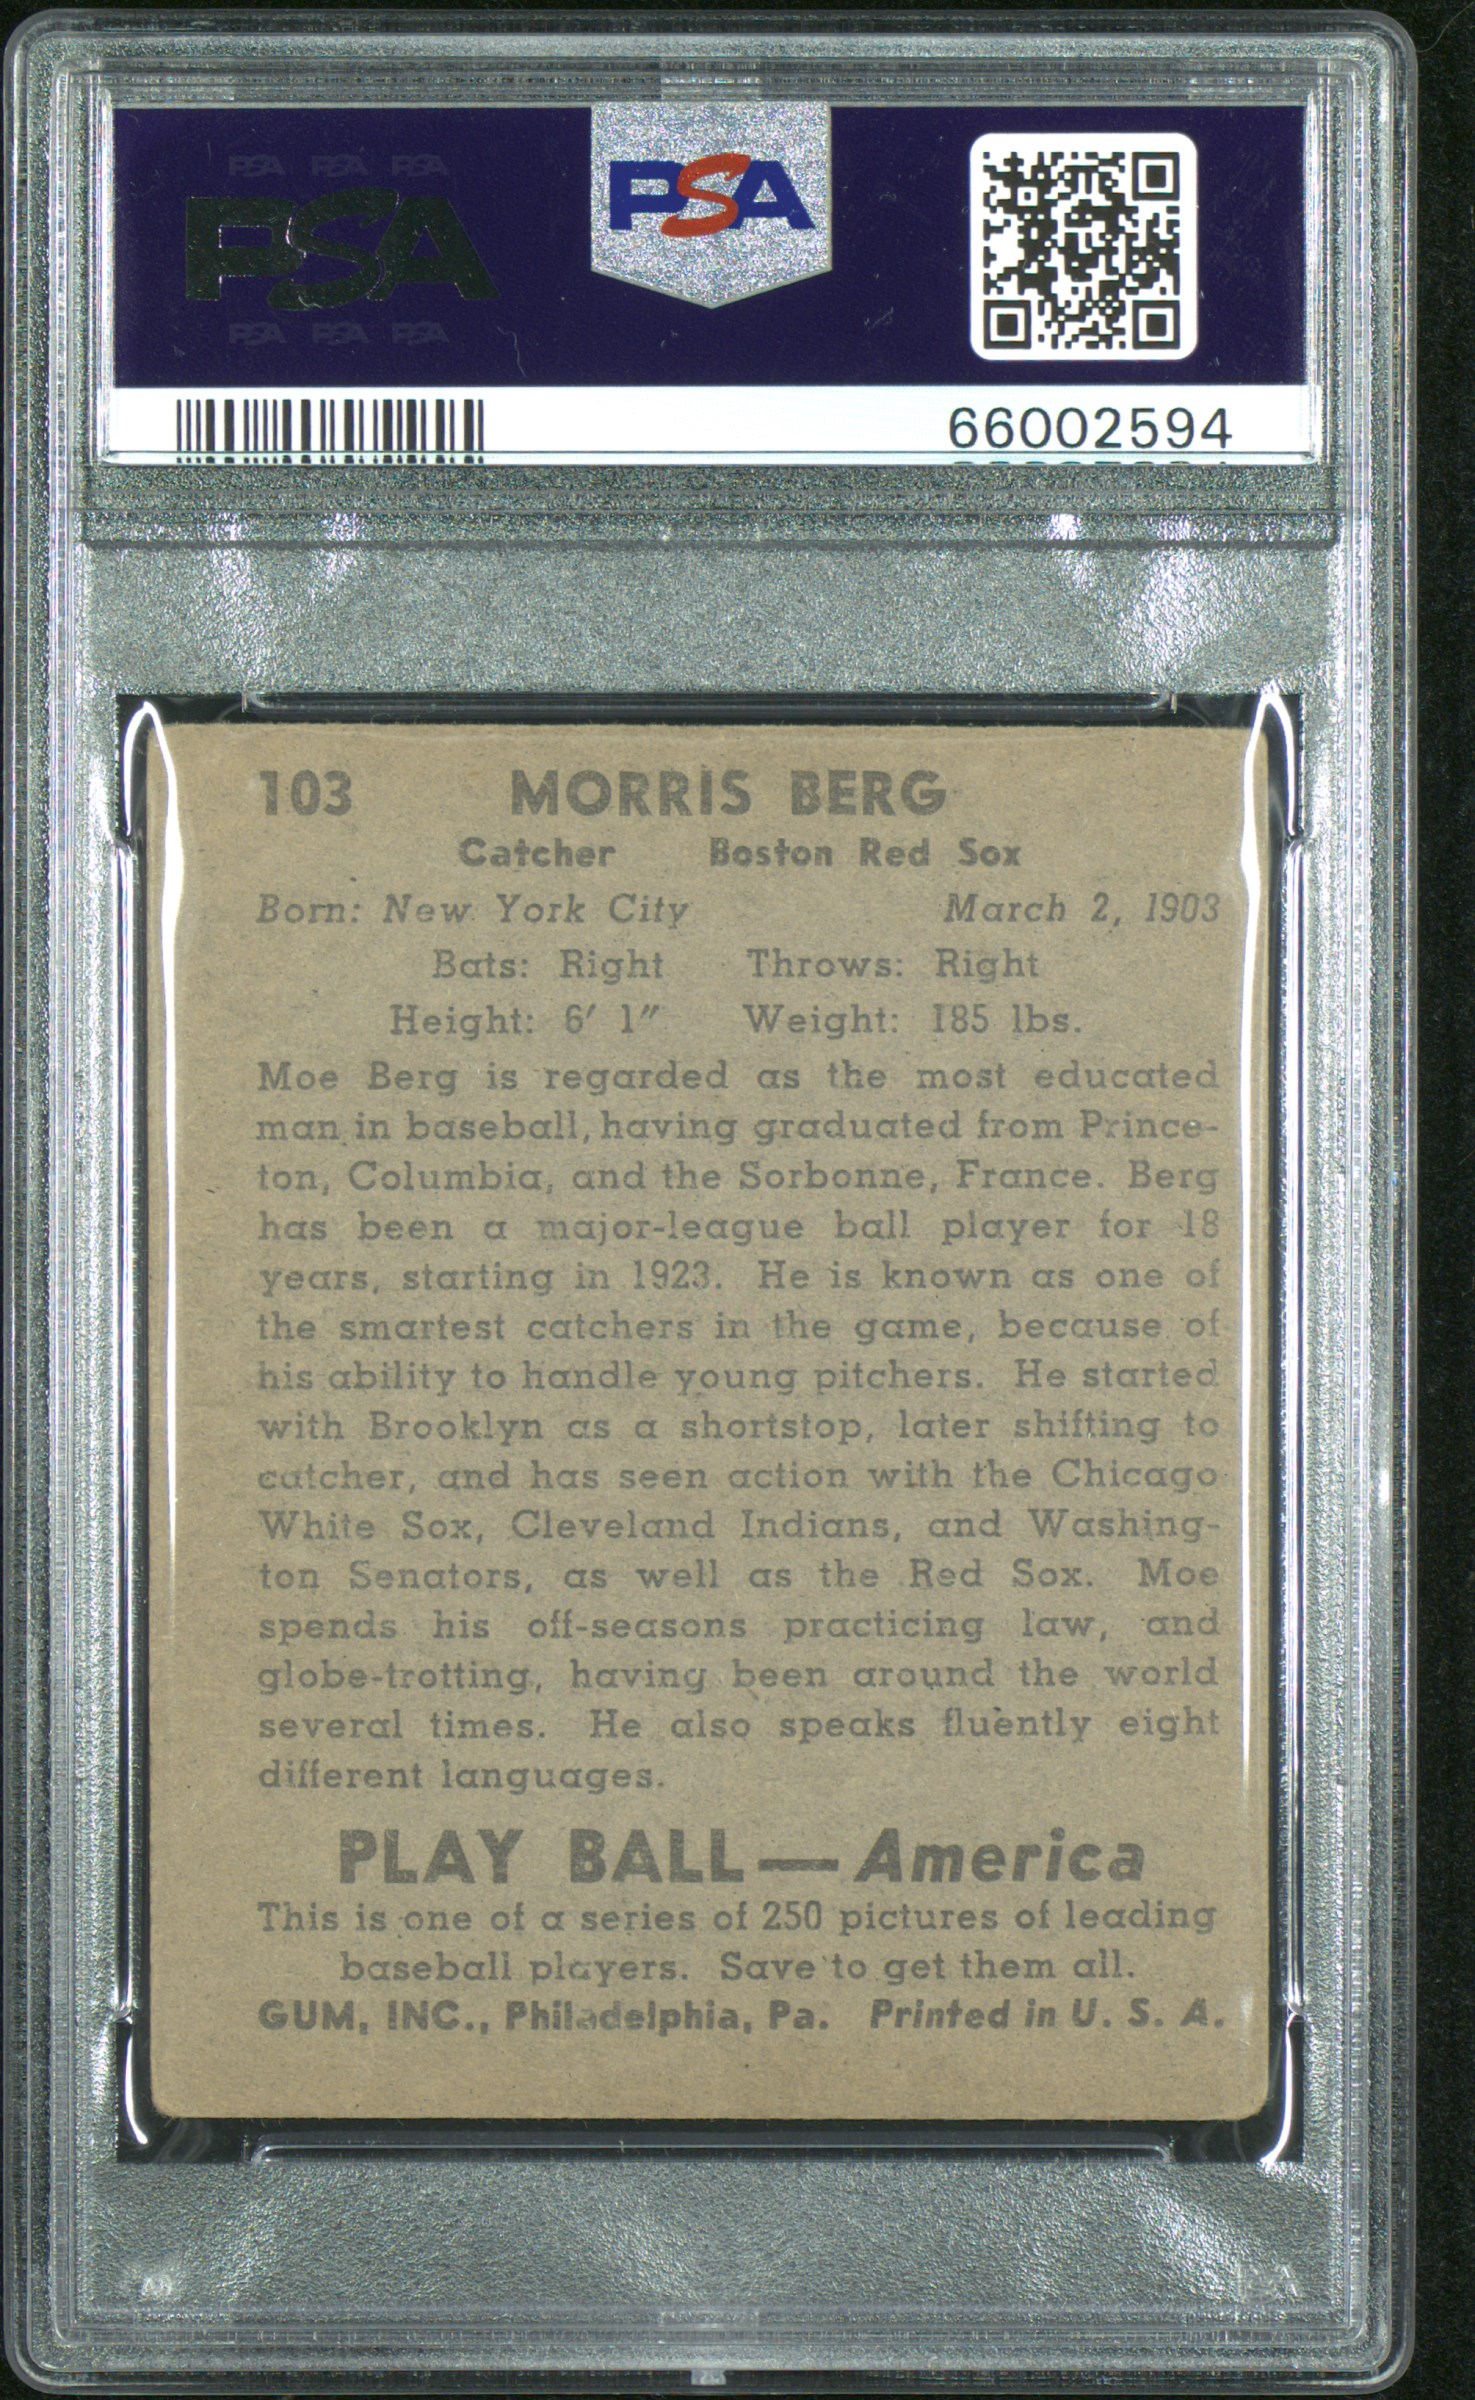 PSA PSA PSA
PSA
PSA PSA PSA
PSA
66002594
103 MORRIS BERG
Catcher Boston Red Sox
Born: New York City March 2, 1903
Bats: Right Throws: Right
Height: 6′ 1″ Weight: 185 lbs.
Moe Berg is regarded as the most educated
man in baseball, having graduated from Prince-
ton, Columbia, and the Sorbonne, France. Berg
has been a major-league ball player for 18
years, starting in 1923. He is known as one of
the smartest catchers in the game, because of
his ability to handle young pitchers. He started
with Brooklyn as a shortstop, later shifting to
catcher, and has seen action with the Chicago
White Sox, Cleveland Indians, and Washing-
ton Senators, as well as the Red Sox. Moe
spends his off-seasons practicing law, and
globe-trotting, having been around the world
several times. He also speaks fluently eight
different languages.
PLAY BALL—America
This is one of a series of 250 pictures of leading
baseball players. Save to get them all.
GUM, INC., Philadelphia, Pa. Printed in U. S. A.